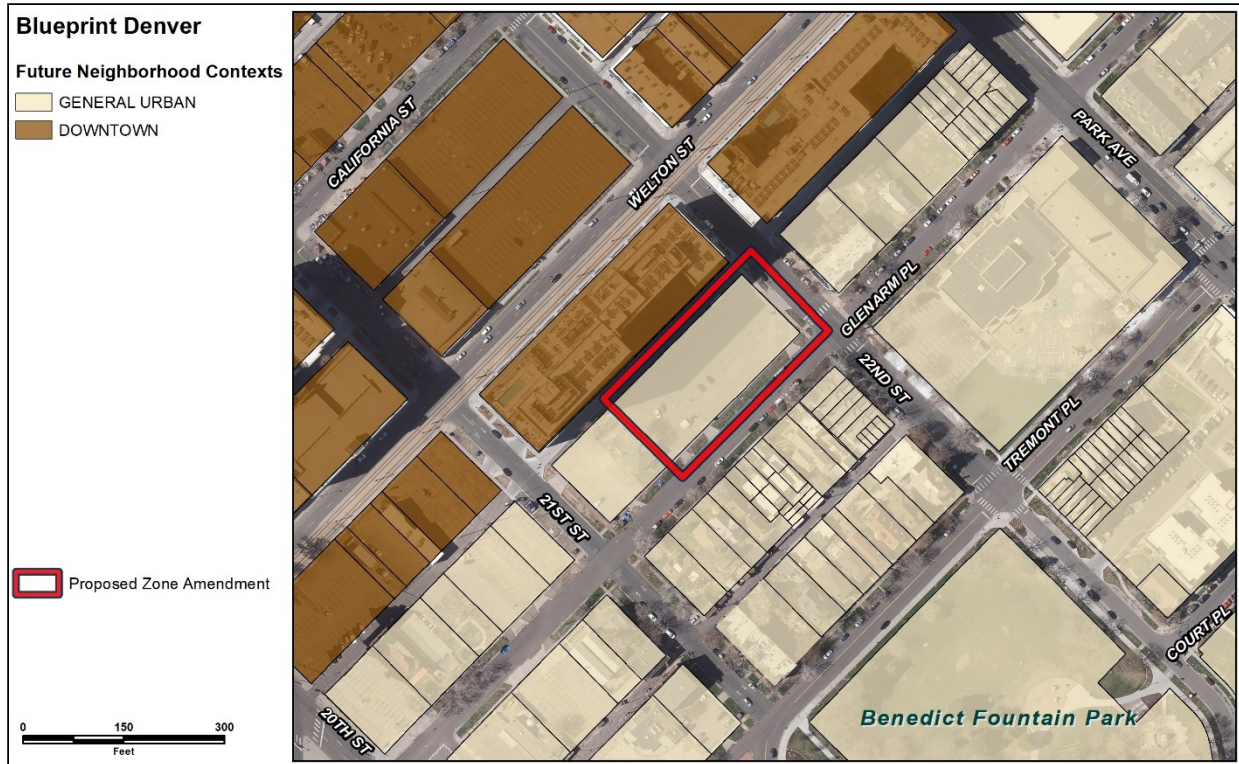 Blueprint Denver
Future Neighborhood Contexts
GENERAL URBAN
DOWNTOWN
Proposed Zone Amendment
0 150 300
Feet
CALIFORNIA ST
WELTON ST
PARK AVE
GLENARM PL
22ND ST
TREMONT PL
21ST ST
COURT PL
20TH ST
Benedict Fountain Park